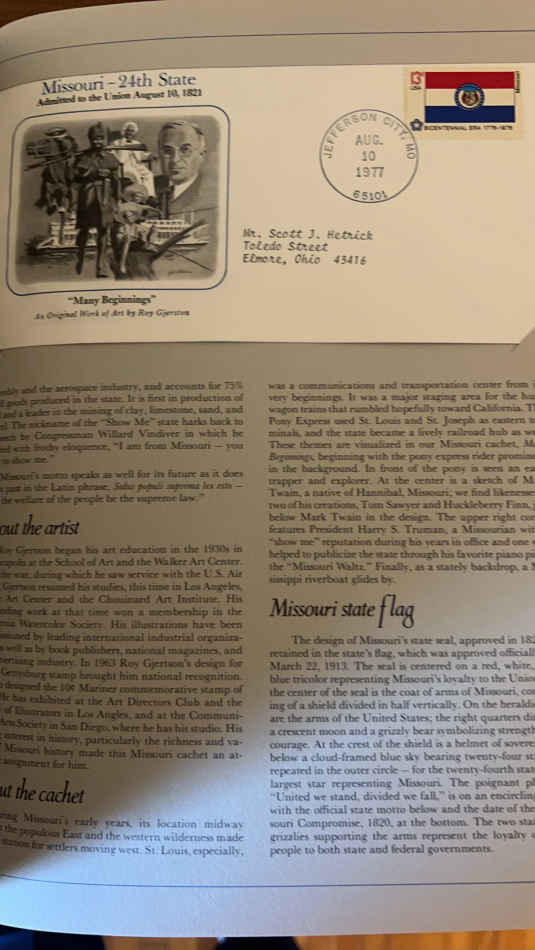 Missouri – 24th State
Admitted to the Union August 10, 1821
13c
USA
Missouri
BICENTENNIAL ERA 1776-1976
JEFFERSON CITY, MO
AUG.
10
1977
65101
Mr. Scott J. Hetrick
Toledo Street
Elmore, Ohio 43416
"Many Beginnings"
An Original Work of Art by Roy Gjertson
and the aerospace industry, and accounts for 75%
goods produced in the state. It is first in production of
and a leader in the mining of clay, limestone, sand, and
The nickname of the "Show Me" state harks back to
by Congressman Willard Vindiver in which he
with frothy eloquence, "I am from Missouri — you
to show me."
Missouri's motto speaks as well for its future as it does
past in the Latin phrase, Salus populi suprema lex esto —
the welfare of the people be the supreme law."
out the artist
Roy Gjertson began his art education in the 1930s in
at the School of Art and the Walker Art Center.
the war, during which he saw service with the U.S. Air
Gjertson resumed his studies, this time in Los Angeles,
Art Center and the Chouinard Art Institute. His
work at that time won a membership in the
Watercolor Society. His illustrations have been
by leading international industrial organiza-
as well as by book publishers, national magazines, and
industry. In 1963 Roy Gjertson's design for
Gettysburg stamp brought him national recognition.
designed the 10¢ Mariner commemorative stamp of
He has exhibited at the Art Directors Club and the
of Illustrators in Los Angles, and at the Communi-
Arts Society in San Diego, where he has his studio. His
interest in history, particularly the richness and va-
Missouri history made this Missouri cachet an at-
assignment for him.
out the cachet
Missouri's early years, its location midway
the populous East and the western wilderness made
station for settlers moving west. St. Louis, especially,
was a communications and transportation center from
very beginnings. It was a major staging area for the
wagon trains that rumbled hopefully toward California.
Pony Express used St. Louis and St. Joseph as eastern
minals, and the state became a lively railroad hub as
These themes are visualized in our Missouri cachet,
Beginnings, beginning with the pony express rider
in the background. In front of the pony is seen an
trapper and explorer. At the center is a sketch of
Twain, a native of Hannibal, Missouri; we find
two of his creations, Tom Sawyer and Huckleberry Finn,
below Mark Twain in the design. The upper right
features President Harry S. Truman, a Missourian
"show me" reputation during his years in office and one
helped to publicize the state through his favorite piano
the "Missouri Waltz." Finally, as a stately backdrop, a
sissippi riverboat glides by.
Missouri state flag
The design of Missouri's state seal, approved in
retained in the state's flag, which was approved
March 22, 1913. The seal is centered on a red, white,
blue tricolor representing Missouri's loyalty to the
the center of the seal is the coat of arms of Missouri,
ing of a shield divided in half vertically. On the
are the arms of the United States; the right quarters
a crescent moon and a grizzly bear symbolizing
courage. At the crest of the shield is a helmet of
below a cloud-framed blue sky bearing twenty-four
repeated in the outer circle — for the twenty-fourth
largest star representing Missouri. The poignant
"United we stand, divided we fall," is on an encircling
with the official state motto below and the date of the
souri Compromise, 1820, at the bottom. The two
grizzlies supporting the arms represent the loyalty
people to both state and federal governments.